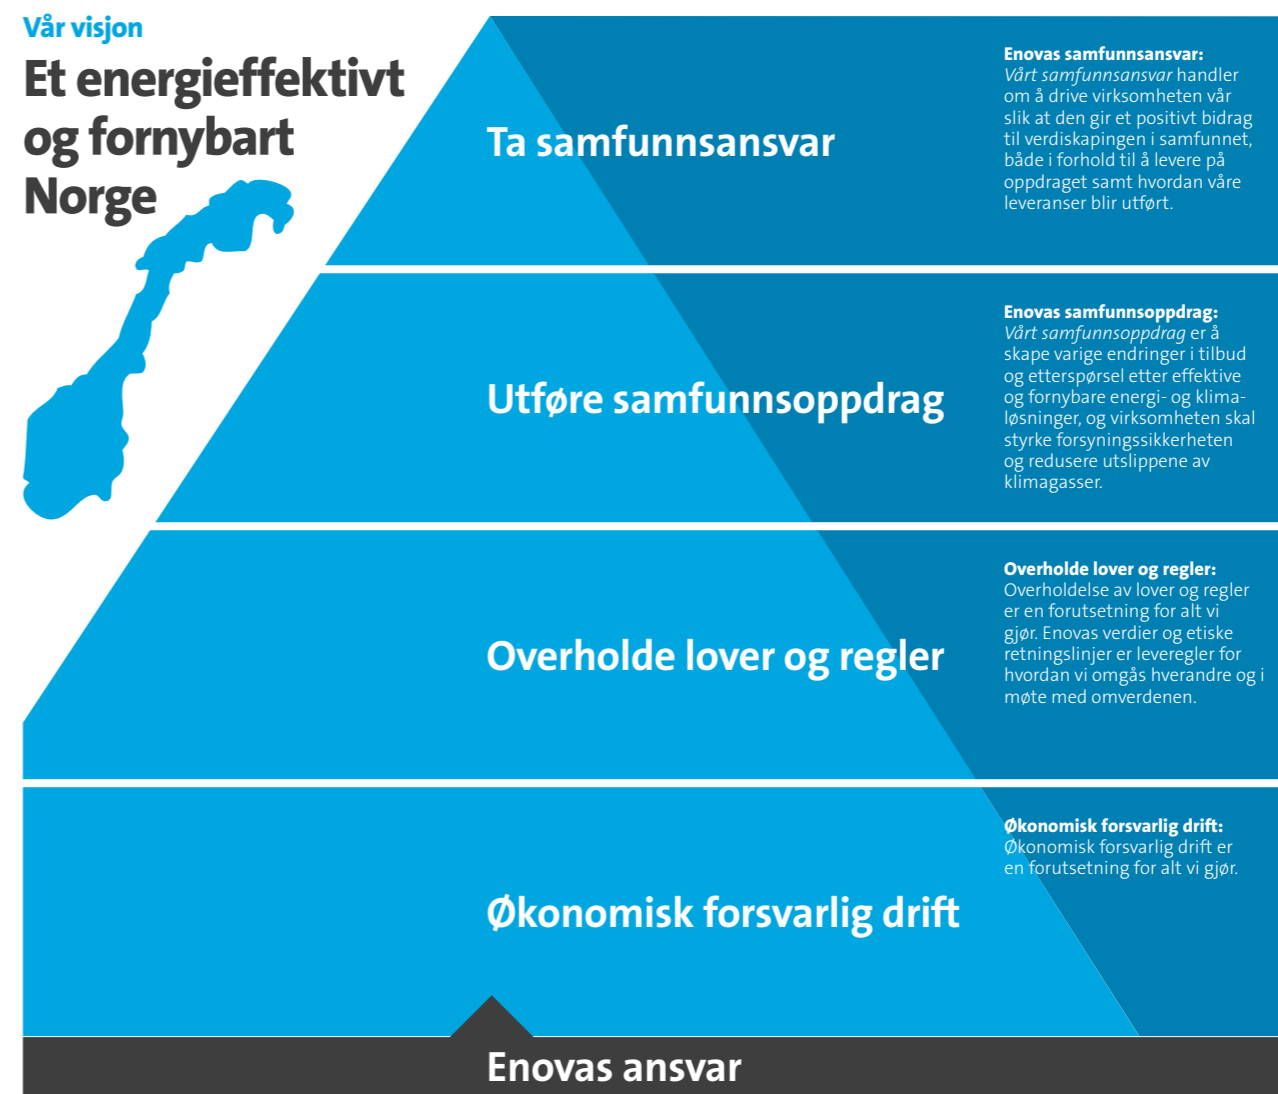 Vår visjon
Et energieffektivt
og fornybart
Norge
Ta samfunnsansvar
Enovas samfunnsansvar:
Vårt samfunnsansvar handler
om å drive virksomheten vår
slik at den gir et positivt bidrag
til verdiskapingen i samfunnet,
både i forhold til å levere på
oppdraget samt hvordan våre
leveranser blir utført.
Utføre samfunnsoppdrag
Enovas samfunnsoppdrag:
Vårt samfunnsoppdrag er å
skape varige endringer i tilbud
og etterspørsel etter effektive
og fornybare energi- og klima-
løsninger, og virksomheten skal
styrke forsyningssikkerheten
og redusere utslippene av
klimagasser.
Overholde lover og regler
Overholde lover og regler:
Overholdelse av lover og regler
er en forutsetning for alt vi
gjør. Enovas verdier og etiske
retningslinjer er leveregler for
hvordan vi omgås hverandre og i
møte med omverdenen.
Økonomisk forsvarlig drift
Økonomisk forsvarlig drift:
Økonomisk forsvarlig drift er
en forutsetning for alt vi gjør.
Enovas ansvar